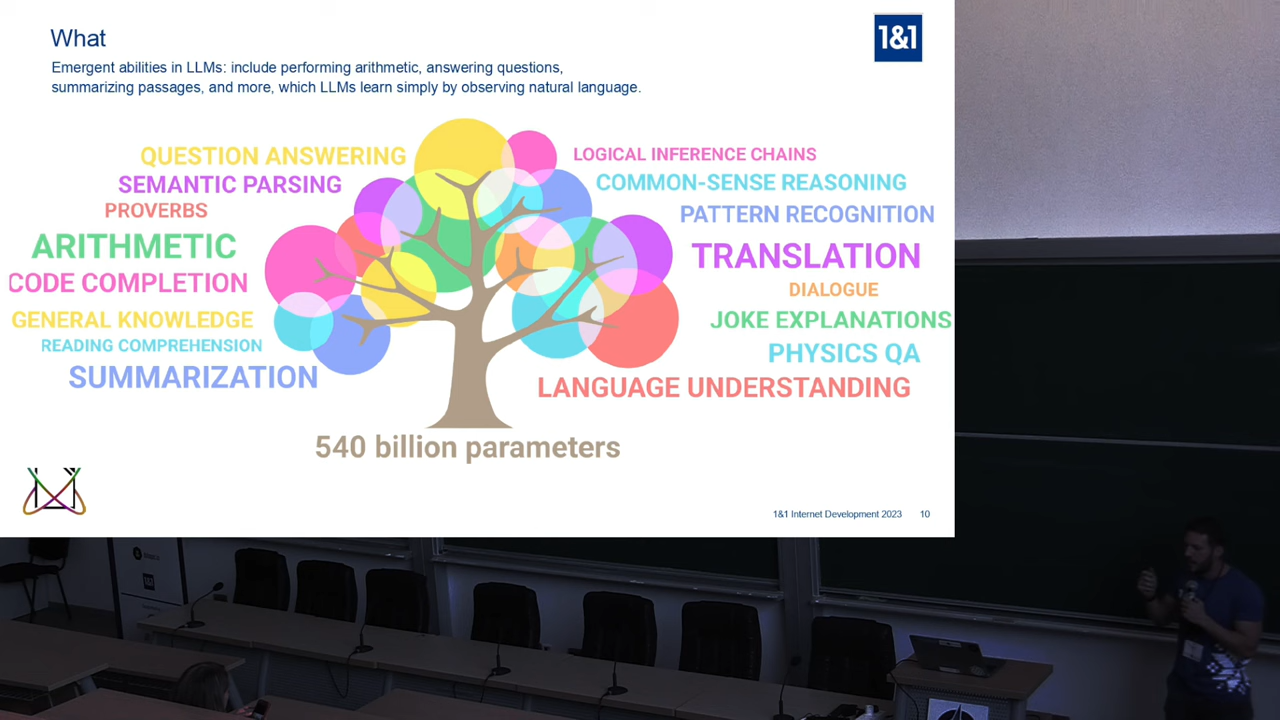 What
1&1
Emergent abilities in LLMs: include performing arithmetic, answering questions,
summarizing passages, and more, which LLMs learn simply by observing natural language.
QUESTION ANSWERING
SEMANTIC PARSING
PROVERBS
ARITHMETIC
CODE COMPLETION
GENERAL KNOWLEDGE
READING COMPREHENSION
SUMMARIZATION
LOGICAL INFERENCE CHAINS
COMMON-SENSE REASONING
PATTERN RECOGNITION
TRANSLATION
DIALOGUE
JOKE EXPLANATIONS
PHYSICS QA
LANGUAGE UNDERSTANDING
540 billion parameters
1&1 Internet Development 2023 10
1&1